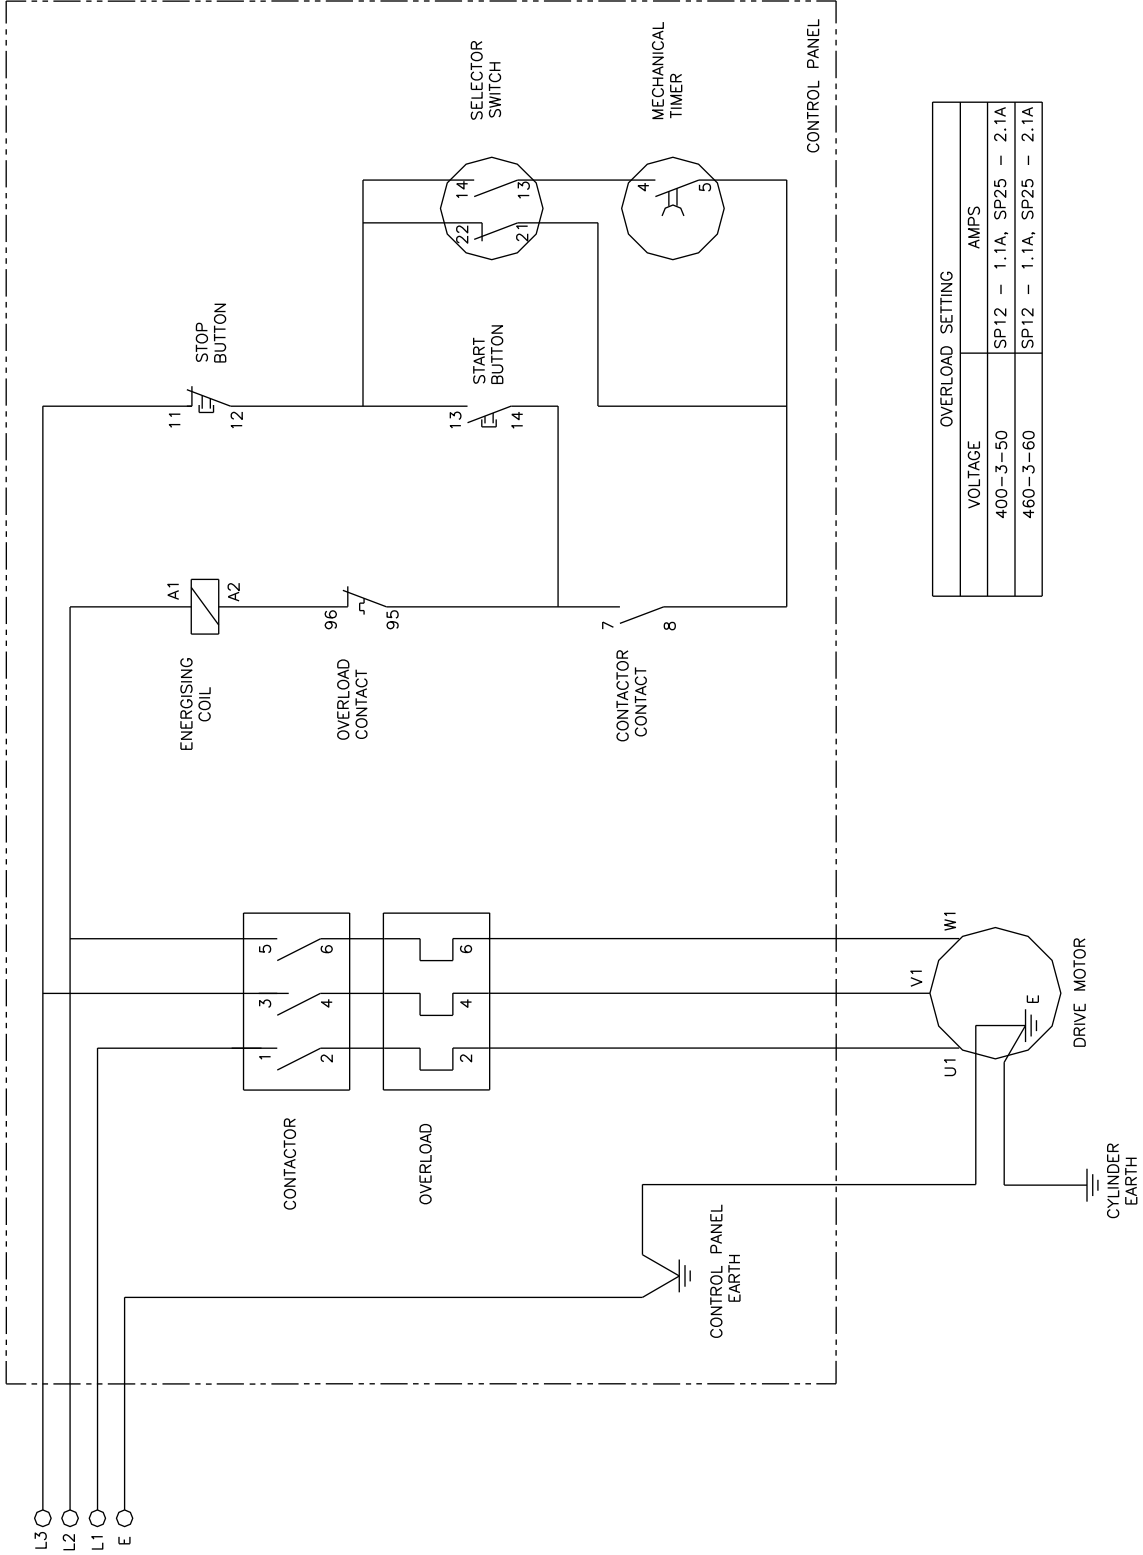 L3
L2
L1
E
ENERGISING
COIL
A1
A2
STOP
BUTTON
11
12
OVERLOAD
CONTACT
96
95
SELECTOR
SWITCH
14
13
22
21
START
BUTTON
13
14
CONTACTOR
CONTACT
7
8
MECHANICAL
TIMER
4
5
CONTROL PANEL
CONTACTOR
1
3
5
2
4
6
OVERLOAD
2
4
6
CONTROL PANEL
EARTH
U1
V1
W1
E
DRIVE MOTOR
CYLINDER
EARTH
OVERLOAD SETTING
VOLTAGE AMPS
400-3-50 SP12 - 1.1A, SP25 - 2.1A
460-3-60 SP12 - 1.1A, SP25 - 2.1A